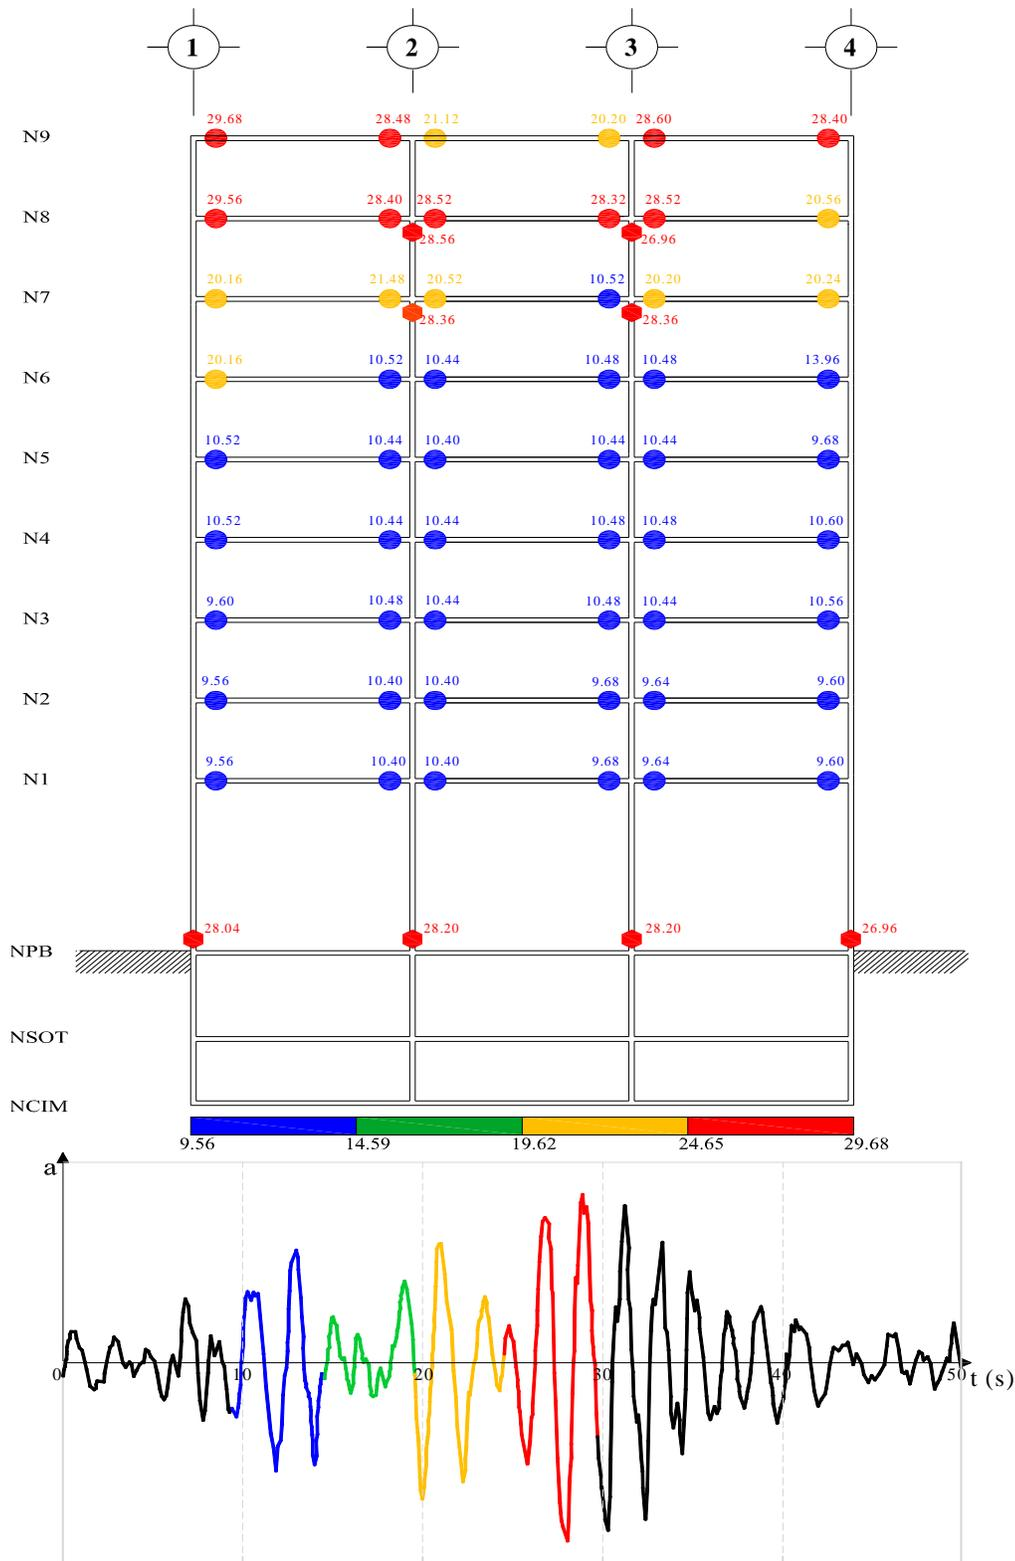 1 2 3 4
29.68 28.48 21.12 20.20 28.60 28.40
N9
29.56 28.40 28.52 28.32 28.52 20.56
N8
28.56 26.96
20.16 21.48 20.52 10.52 20.20 20.24
N7
28.36 28.36
20.16 10.52 10.44 10.48 10.48 13.96
N6
10.52 10.44 10.40 10.44 10.44 9.68
N5
10.52 10.44 10.44 10.48 10.48 10.60
N4
9.60 10.48 10.44 10.48 10.44 10.56
N3
9.56 10.40 10.40 9.68 9.64 9.60
N2
9.56 10.40 10.40 9.68 9.64 9.60
N1
28.04 28.20 28.20 26.96
NPB
NSOT
NCIM
9.56 14.59 19.62 24.65 29.68
a
0 10 20 30 40 50 t (s)